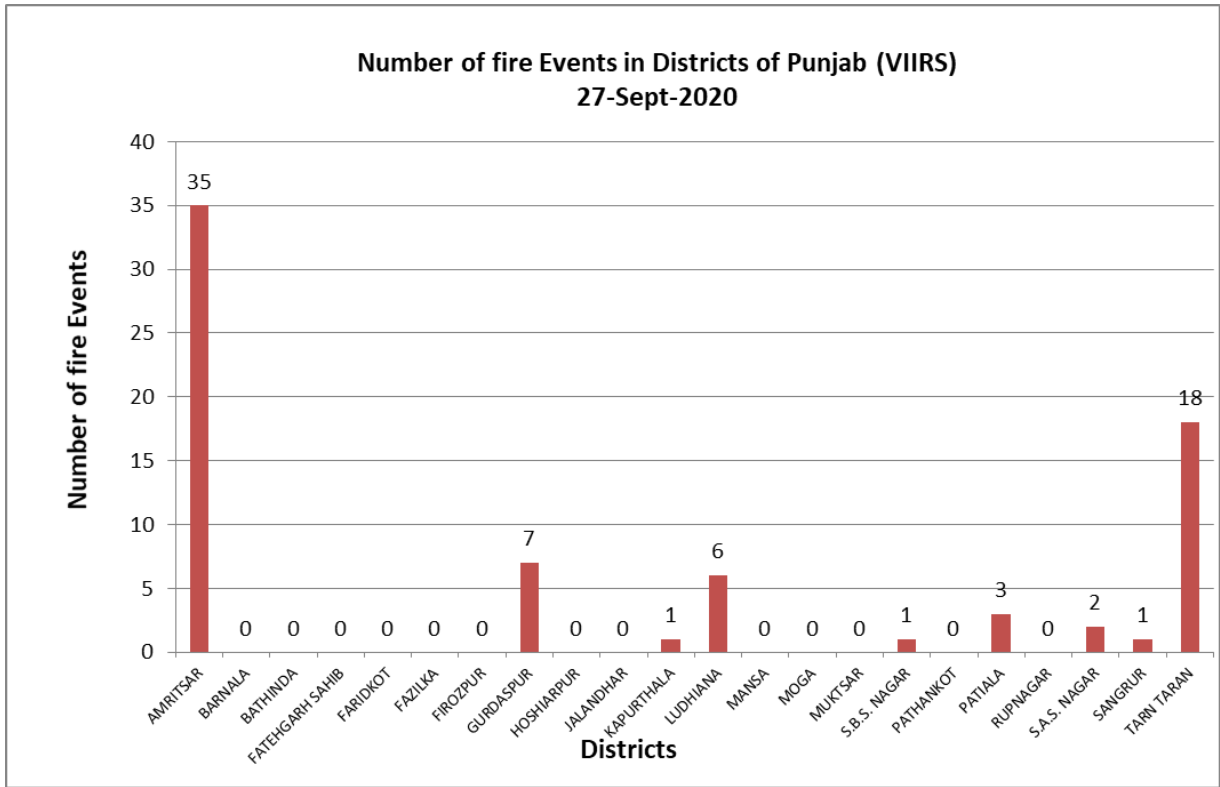 Number of fire Events in Districts of Punjab (VIIRS)
27-Sept-2020
Number of fire Events
40
35
30
25
20
15
10
5
0
35
0
0
0
0
0
0
7
0
0
1
6
0
0
0
1
0
3
0
2
1
18
AMRITSAR
BARNALA
BATHINDA
FATEHGARH SAHIB
FARIDKOT
FAZILKA
FIROZPUR
GURDASPUR
HOSHIARPUR
JALANDHAR
KAPURTHALA
LUDHIANA
MANSA
MOGA
MUKTSAR
S.B.S. NAGAR
PATHANKOT
PATIALA
RUPNAGAR
S.A.S. NAGAR
SANGRUR
TARN TARAN
Districts